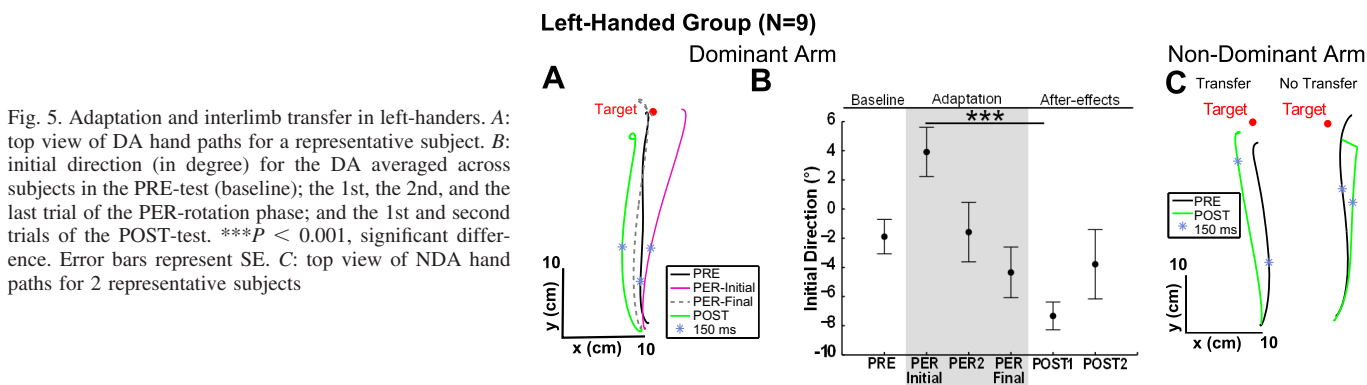 Fig. 5. Adaptation and interlimb transfer in left-handers. A:
top view of DA hand paths for a representative subject. B:
initial direction (in degree) for the DA averaged across
subjects in the PRE-test (baseline); the 1st, the 2nd, and the
last trial of the PER-rotation phase; and the 1st and second
trials of the POST-test. ***P < 0.001, significant differ-
ence. Error bars represent SE. C: top view of NDA hand
paths for 2 representative subjects
Left-Handed Group (N=9)
Dominant Arm
A
Target
10
y (cm)
x (cm) 10
PRE
PER-Initial
PER-Final
POST
150 ms
B
Baseline Adaptation After-effects
***
Initial Direction (°)
6
4
2
0
-2
-4
-6
-8
-10
PRE PER PER2 PER POST1 POST2
Initial Final
Non-Dominant Arm
C
Transfer No Transfer
Target Target
PRE
POST
150 ms
10
y (cm)
x (cm) 10